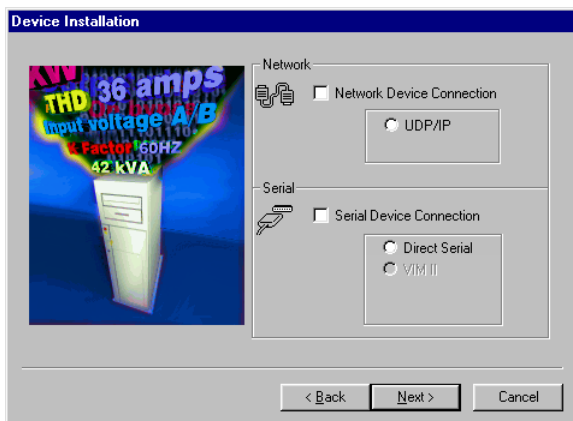 Device Installation
KW
THD 36 amps
Input voltage A/B
K Factor 60HZ
42 kVA
Network
Network Device Connection
UDP/IP
Serial
Serial Device Connection
Direct Serial
VIM II
< Back
Next >
Cancel